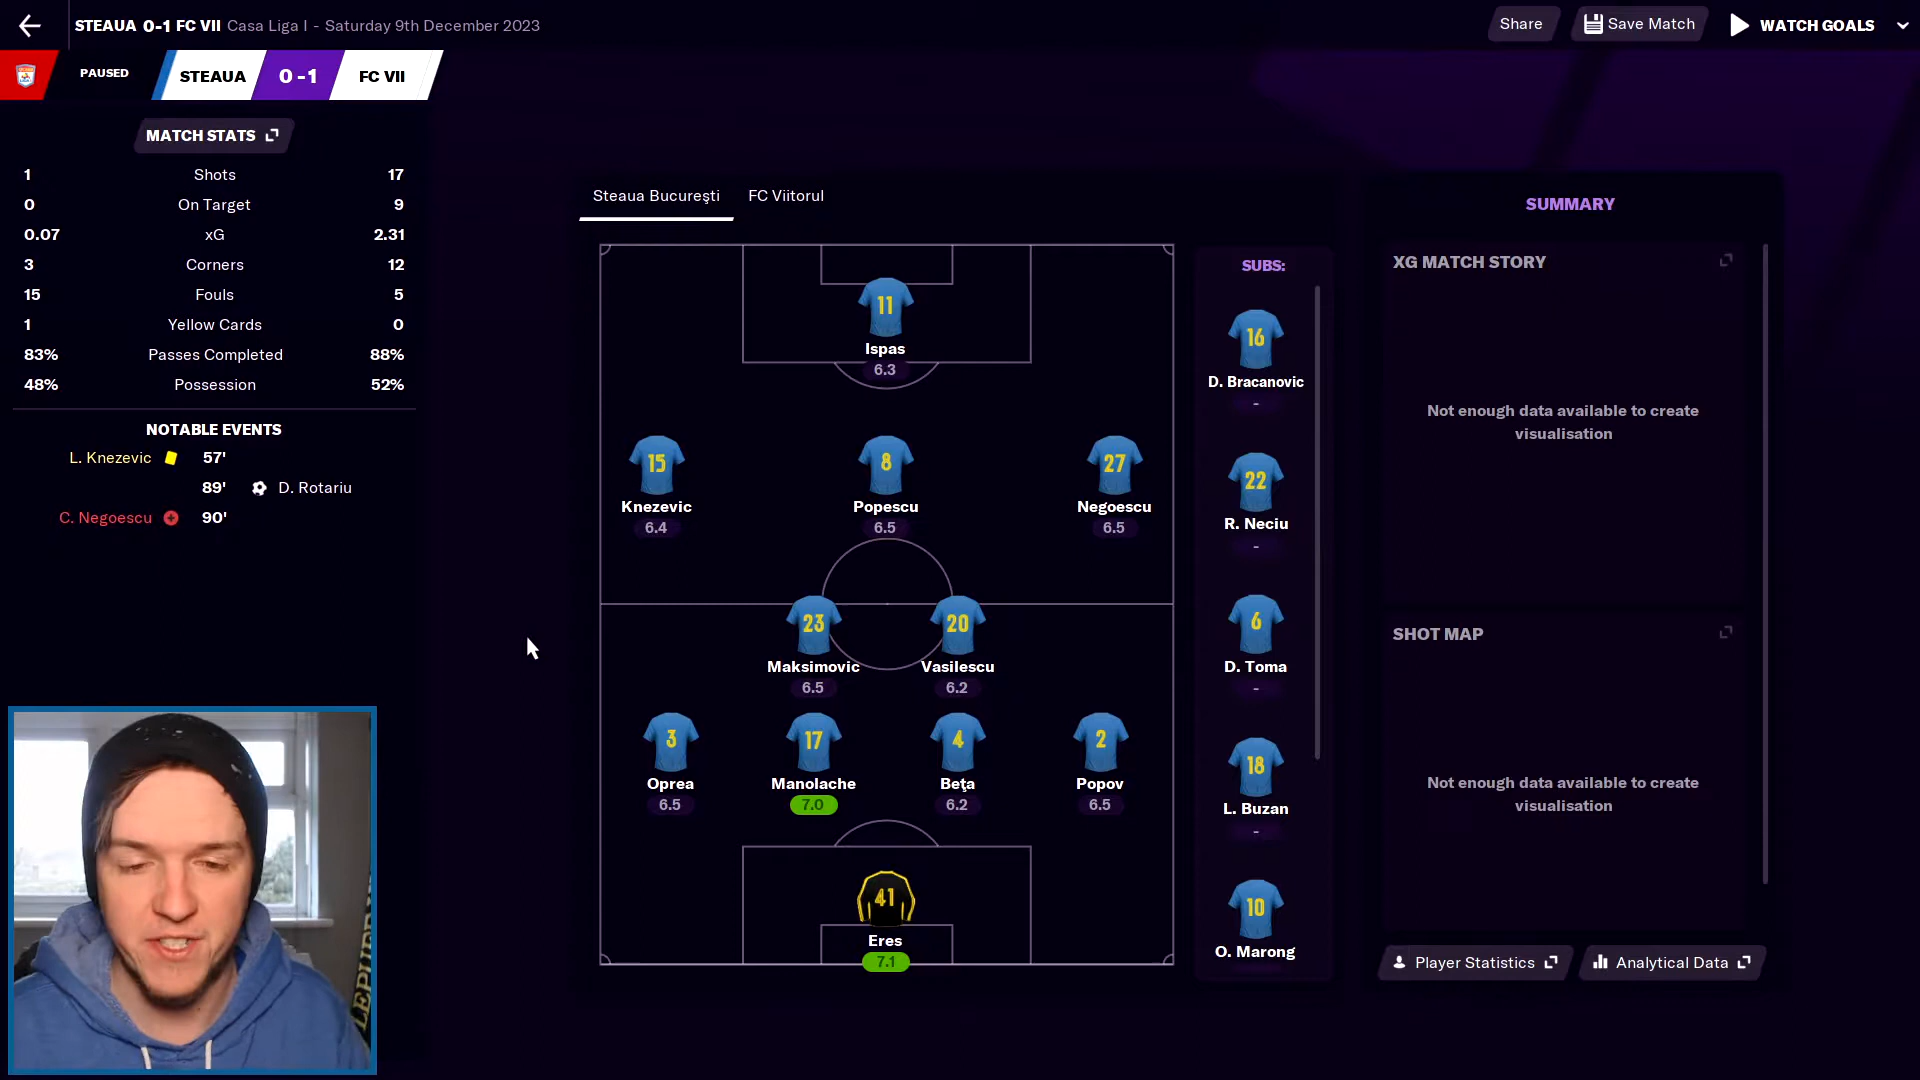 STEAUA 0-1 FC VII Casa Liga I - Saturday 9th December 2023
Share
Save Match
WATCH GOALS
PAUSED
STEAUA 0 - 1 FC VII
MATCH STATS
1 Shots 17
0 On Target 9
0.07 xG 2.31
3 Corners 12
15 Fouls 5
1 Yellow Cards 0
83% Passes Completed 88%
48% Possession 52%
NOTABLE EVENTS
L. Knezevic 57'
89' D. Rotariu
C. Negoescu 90'
Steaua Bucureşti
FC Viitorul
11
Ispas
6.3
15 8 27
Knezevic Popescu Negoescu
6.4 6.5 6.5
23 20
Maksimovic Vasilescu
6.5 6.2
3 17 4 2
Oprea Manolache Beţa Popov
6.5 7.0 6.2 6.5
41
Eres
7.1
SUBS:
16
D. Bracanovic
-
22
R. Neciu
-
6
D. Toma
-
18
L. Buzan
-
10
O. Marong
SUMMARY
XG MATCH STORY
Not enough data available to create
visualisation
SHOT MAP
Not enough data available to create
visualisation
Player Statistics
Analytical Data